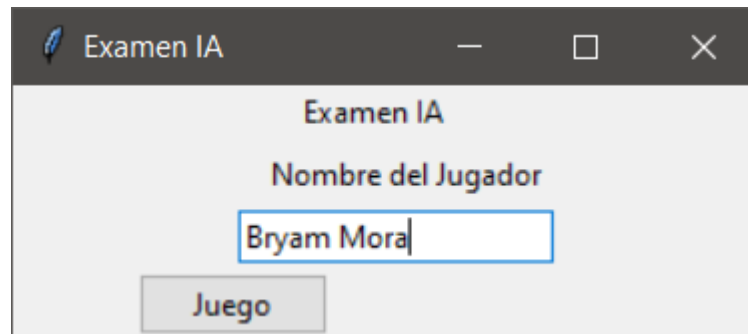 Examen IA
Examen IA
Nombre del Jugador
Bryam Mora
Juego